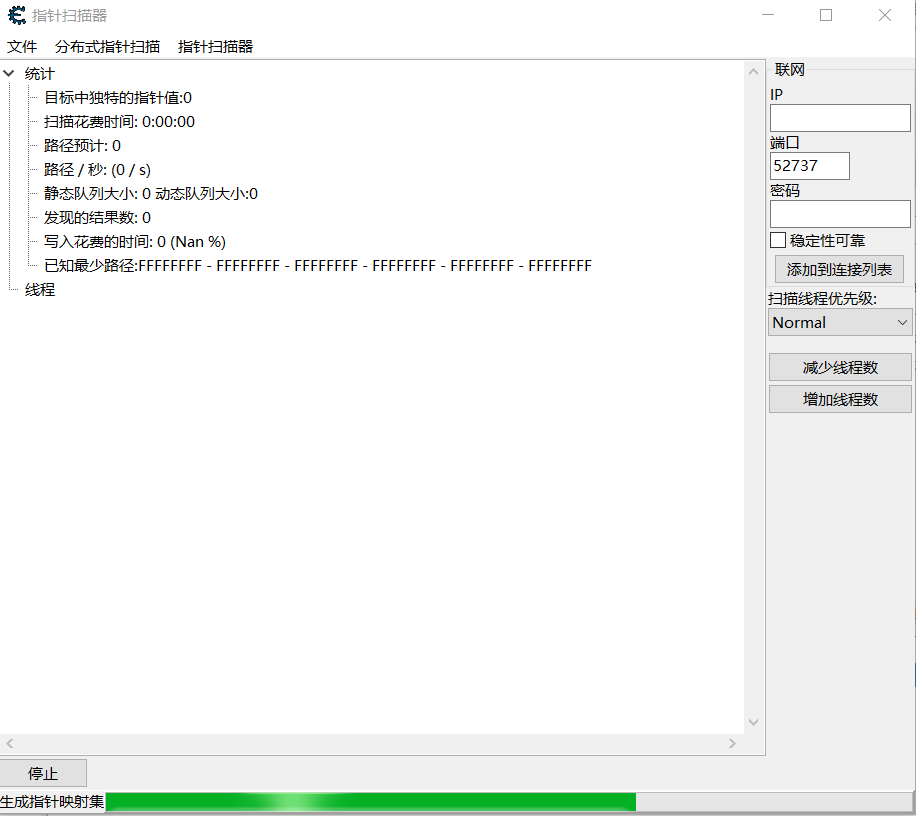 指针扫描器
文件 分布式指针扫描 指针扫描器
统计
目标中独特的指针值:0
扫描花费时间: 0:00:00
路径预计: 0
路径 / 秒: (0 / s)
静态队列大小: 0 动态队列大小:0
发现的结果数: 0
写入花费的时间: 0 (Nan %)
已知最少路径:FFFFFFFF - FFFFFFFF - FFFFFFFF - FFFFFFFF - FFFFFFFF - FFFFFFFF
线程
联网
IP
端口
52737
密码
稳定性可靠
添加到连接列表
扫描线程优先级:
Normal
减少线程数
增加线程数
停止
生成指针映射集